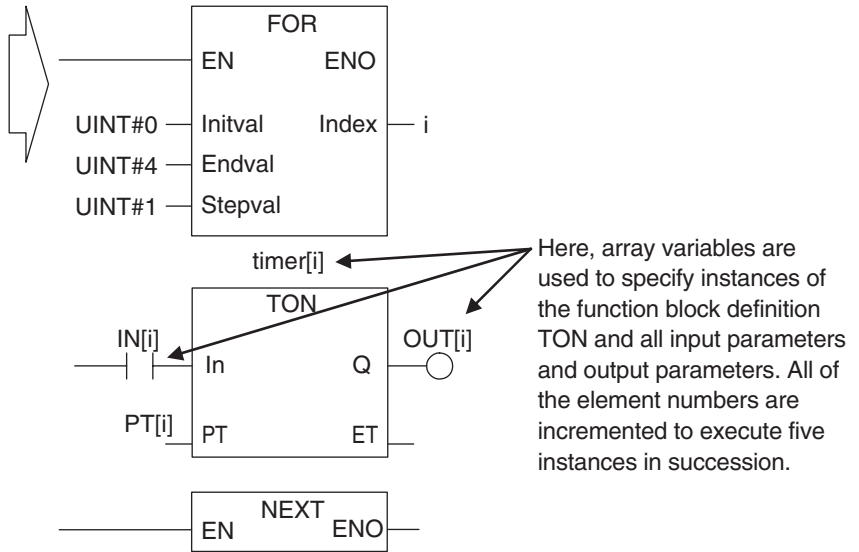 FOR
EN ENO
UINT#0 Initval Index i
UINT#4 Endval
UINT#1 Stepval
timer[i]
TON
IN[i] OUT[i]
In Q
PT[i] PT ET
NEXT
EN ENO
Here, array variables are
used to specify instances of
the function block definition
TON and all input parameters
and output parameters. All of
the element numbers are
incremented to execute five
instances in succession.